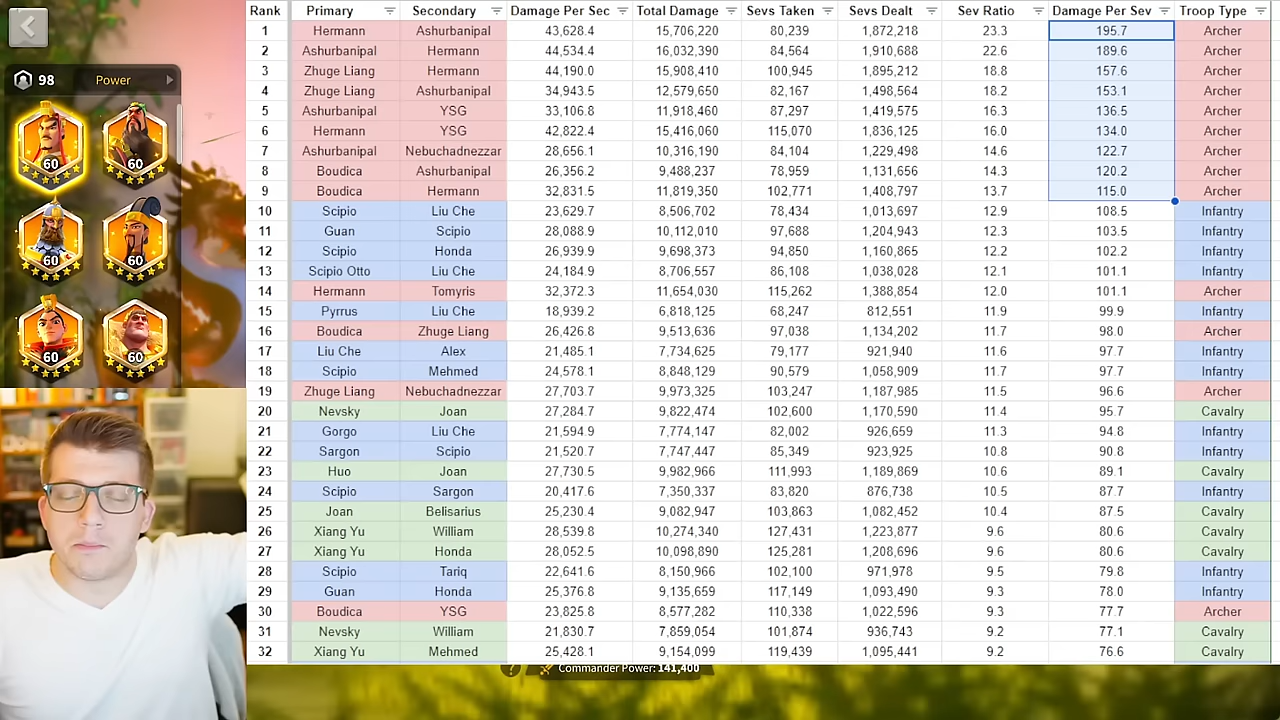 98 Power
60 60
60 60
60 60
Rank Primary Secondary Damage Per Sec Total Damage Sevs Taken Sevs Dealt Sev Ratio Damage Per Sev Troop Type
1 Hermann Ashurbanipal 43,628.4 15,706,220 80,239 1,872,218 23.3 195.7 Archer
2 Ashurbanipal Hermann 44,534.4 16,032,390 84,564 1,910,688 22.6 189.6 Archer
3 Zhuge Liang Hermann 44,190.0 15,908,410 100,945 1,895,212 18.8 157.6 Archer
4 Zhuge Liang Ashurbanipal 34,943.5 12,579,650 82,167 1,498,564 18.2 153.1 Archer
5 Ashurbanipal YSG 33,106.8 11,918,460 87,297 1,419,575 16.3 136.5 Archer
6 Hermann YSG 42,822.4 15,416,060 115,070 1,836,125 16.0 134.0 Archer
7 Ashurbanipal Nebuchadnezzar 28,656.1 10,316,190 84,104 1,229,498 14.6 122.7 Archer
8 Boudica Ashurbanipal 26,356.2 9,488,237 78,959 1,131,656 14.3 120.2 Archer
9 Boudica Hermann 32,831.5 11,819,350 102,771 1,408,797 13.7 115.0 Archer
10 Scipio Liu Che 23,629.7 8,506,702 78,434 1,013,697 12.9 108.5 Infantry
11 Guan Scipio 28,088.9 10,112,010 97,688 1,204,943 12.3 103.5 Infantry
12 Scipio Honda 26,939.9 9,698,373 94,850 1,160,865 12.2 102.2 Infantry
13 Scipio Otto Liu Che 24,184.9 8,706,557 86,108 1,038,028 12.1 101.1 Infantry
14 Hermann Tomyris 32,372.3 11,654,030 115,262 1,388,854 12.0 101.1 Archer
15 Pyrrus Liu Che 18,939.2 6,818,125 68,247 812,551 11.9 99.9 Infantry
16 Boudica Zhuge Liang 26,426.8 9,513,636 97,038 1,134,202 11.7 98.0 Archer
17 Liu Che Alex 21,485.1 7,734,625 79,177 921,940 11.6 97.7 Infantry
18 Scipio Mehmed 24,578.1 8,848,129 90,579 1,058,909 11.7 97.7 Infantry
19 Zhuge Liang Nebuchadnezzar 27,703.7 9,973,325 103,247 1,187,985 11.5 96.6 Archer
20 Nevsky Joan 27,284.7 9,822,474 102,600 1,170,590 11.4 95.7 Cavalry
21 Gorgo Liu Che 21,594.9 7,774,147 82,002 926,659 11.3 94.8 Infantry
22 Sargon Scipio 21,520.7 7,747,447 85,349 923,925 10.8 90.8 Infantry
23 Huo Joan 27,730.5 9,982,966 111,993 1,189,869 10.6 89.1 Cavalry
24 Scipio Sargon 20,417.6 7,350,337 83,820 876,738 10.5 87.7 Infantry
25 Joan Belisarius 25,230.4 9,082,947 103,863 1,082,452 10.4 87.5 Cavalry
26 Xiang Yu William 28,539.8 10,274,340 127,431 1,223,877 9.6 80.6 Cavalry
27 Xiang Yu Honda 28,052.5 10,098,890 125,281 1,208,696 9.6 80.6 Cavalry
28 Scipio Tariq 22,641.6 8,150,966 102,100 971,978 9.5 79.8 Infantry
29 Guan Honda 25,376.8 9,135,659 117,149 1,093,490 9.3 78.0 Infantry
30 Boudica YSG 23,825.8 8,577,282 110,338 1,022,596 9.3 77.7 Archer
31 Nevsky William 21,830.7 7,859,054 101,874 936,743 9.2 77.1 Cavalry
32 Xiang Yu Mehmed 25,428.1 9,154,099 119,439 1,095,441 9.2 76.6 Cavalry
? Commander Power: 141,400